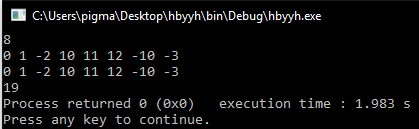 C:\Users\pigma\Desktop\hbyyh\bin\Debug\hbyyh.exe
8
0 1 -2 10 11 12 -10 -3
0 1 -2 10 11 12 -10 -3
19
Process returned 0 (0x0)   execution time : 1.983 s
Press any key to continue.